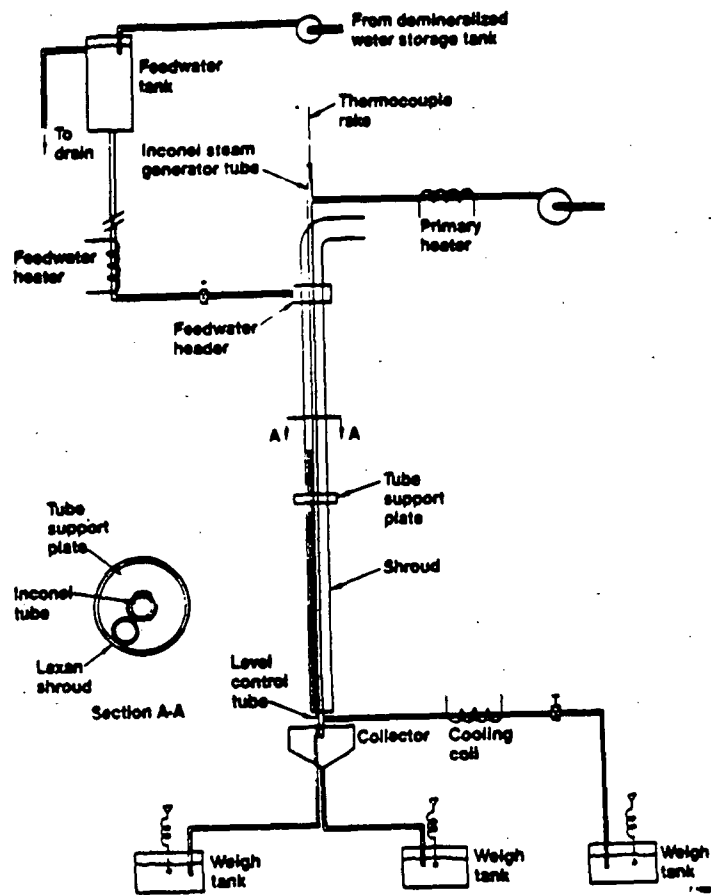 From demineralized
water storage tank
Feedwater
tank
To
drain
Thermocouple
rake
Inconel steam
generator tube
Primary
heater
Feedwater
heater
Feedwater
header
A
A
Tube
support
plate
Tube
support
plate
Shroud
Inconel
tube
Lexan
shroud
Section A-A
Level
control
tube
Collector
Cooling
coil
Weigh
tank
Weigh
tank
Weigh
tank